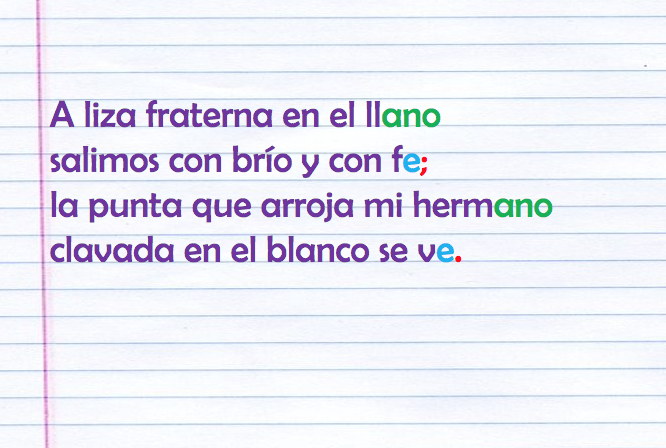 A liza fraterna en el llano
salimos con brío y con fe;
la punta que arroja mi hermano
clavada en el blanco se ve.